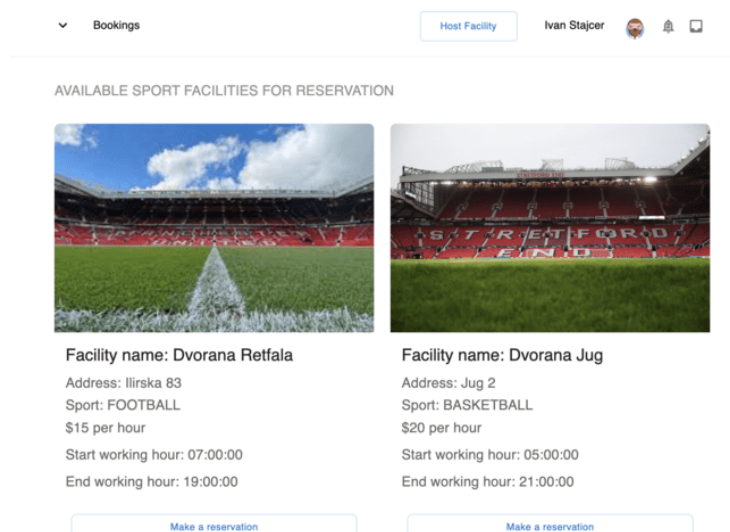 Bookings
Host Facility
Ivan Stajcer
AVAILABLE SPORT FACILITIES FOR RESERVATION
UNITED
STRETFORD
END
Facility name: Dvorana Retfala
Address: Ilirska 83
Sport: FOOTBALL
$15 per hour
Start working hour: 07:00:00
End working hour: 19:00:00
Make a reservation
Facility name: Dvorana Jug
Address: Jug 2
Sport: BASKETBALL
$20 per hour
Start working hour: 05:00:00
End working hour: 21:00:00
Make a reservation